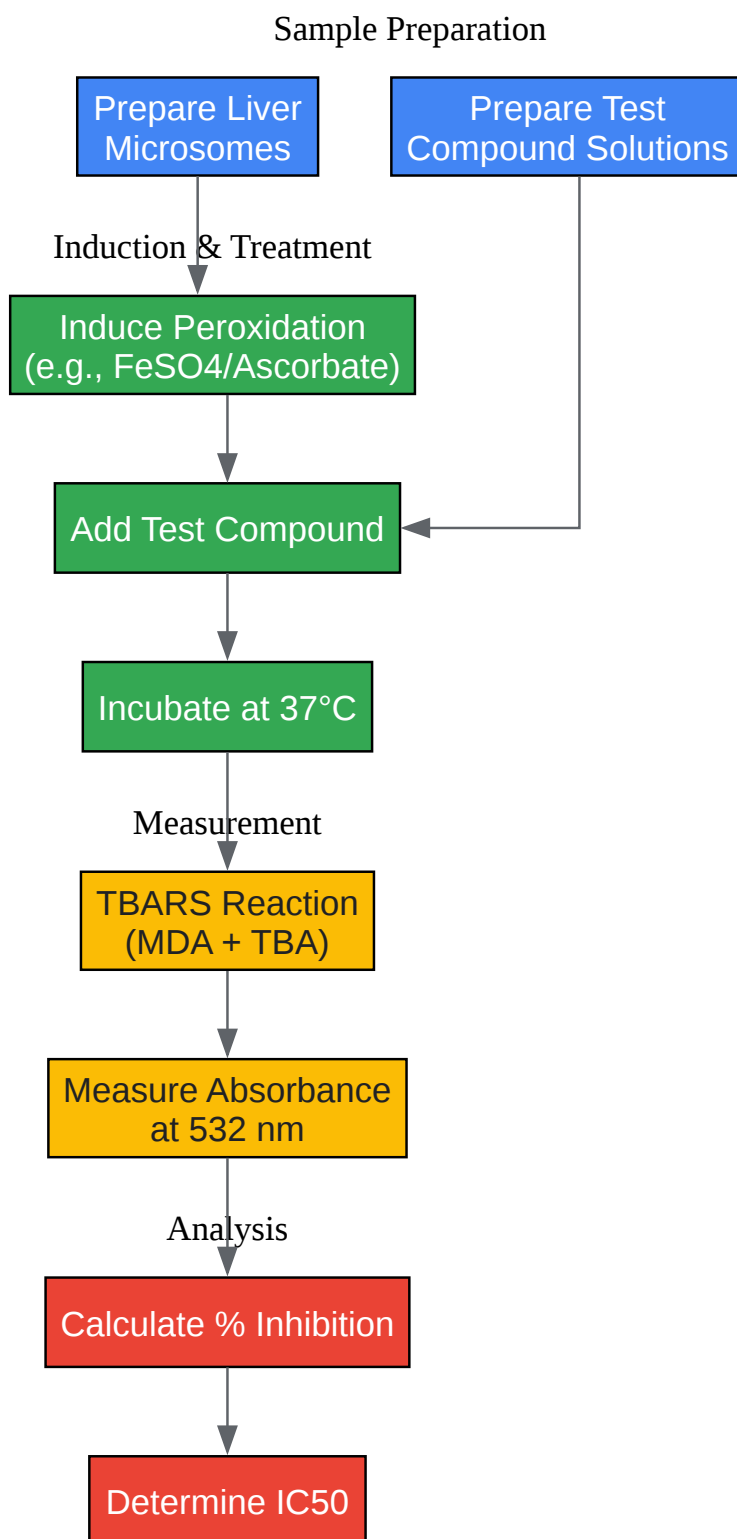 Sample Preparation
Prepare Liver
Microsomes
Prepare Test
Compound Solutions
Induction & Treatment
Induce Peroxidation
(e.g., FeSO4/Ascorbate)
Add Test Compound
Incubate at 37°C
Measurement
TBARS Reaction
(MDA + TBA)
Measure Absorbance
at 532 nm
Analysis
Calculate % Inhibition
Determine IC50